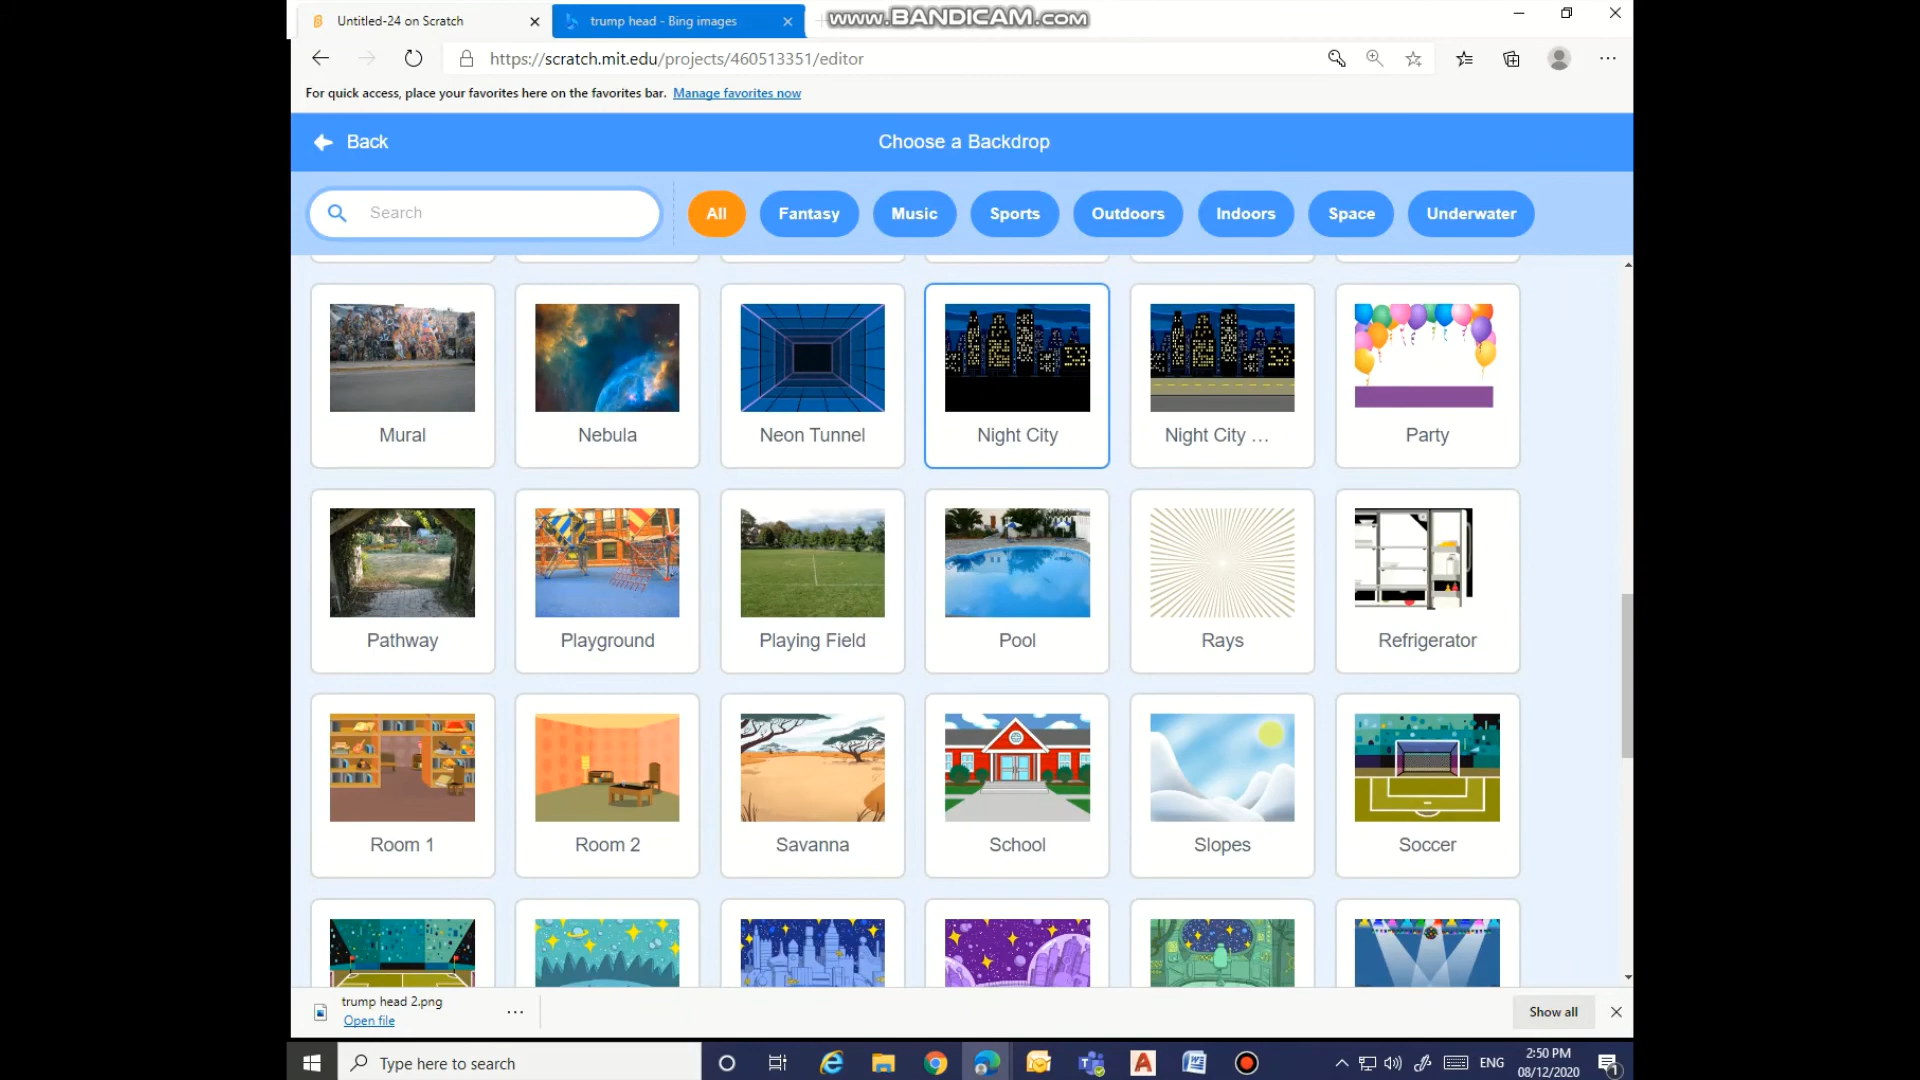 Untitled-24 on Scratch
trump head - Bing images
www.BANDICAM.com
https://scratch.mit.edu/projects/460513351/editor
For quick access, place your favorites here on the favorites bar. Manage favorites now
Back
Choose a Backdrop
Search
All
Fantasy
Music
Sports
Outdoors
Indoors
Space
Underwater
Mural
Nebula
Neon Tunnel
Night City
Night City ...
Party
Pathway
Playground
Playing Field
Pool
Rays
Refrigerator
Room 1
Room 2
Savanna
School
Slopes
Soccer
trump head 2.png
Open file
Show all
Type here to search
ENG
2:50 PM
08/12/2020
1